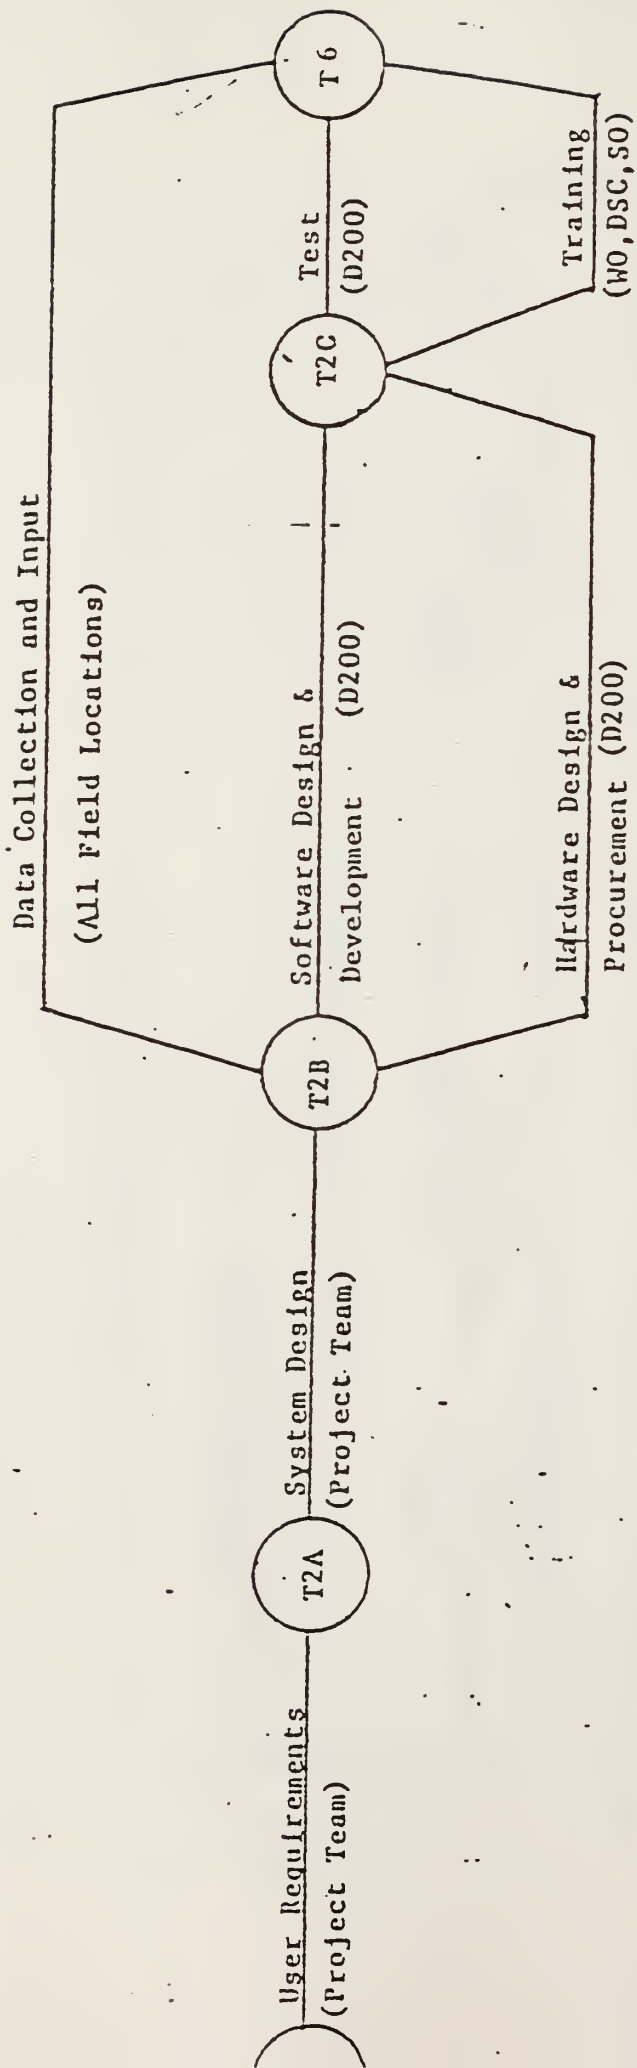 User Requirements
(Project Team)
T2A
System Design
(Project Team)
T2B
Data Collection and Input
(All Field Locations)
Software Design &
Development (D200)
Hardware Design &
Procurement (D200)
T2C
Test
(D200)
Training
(WO,DSC,SO)
T6